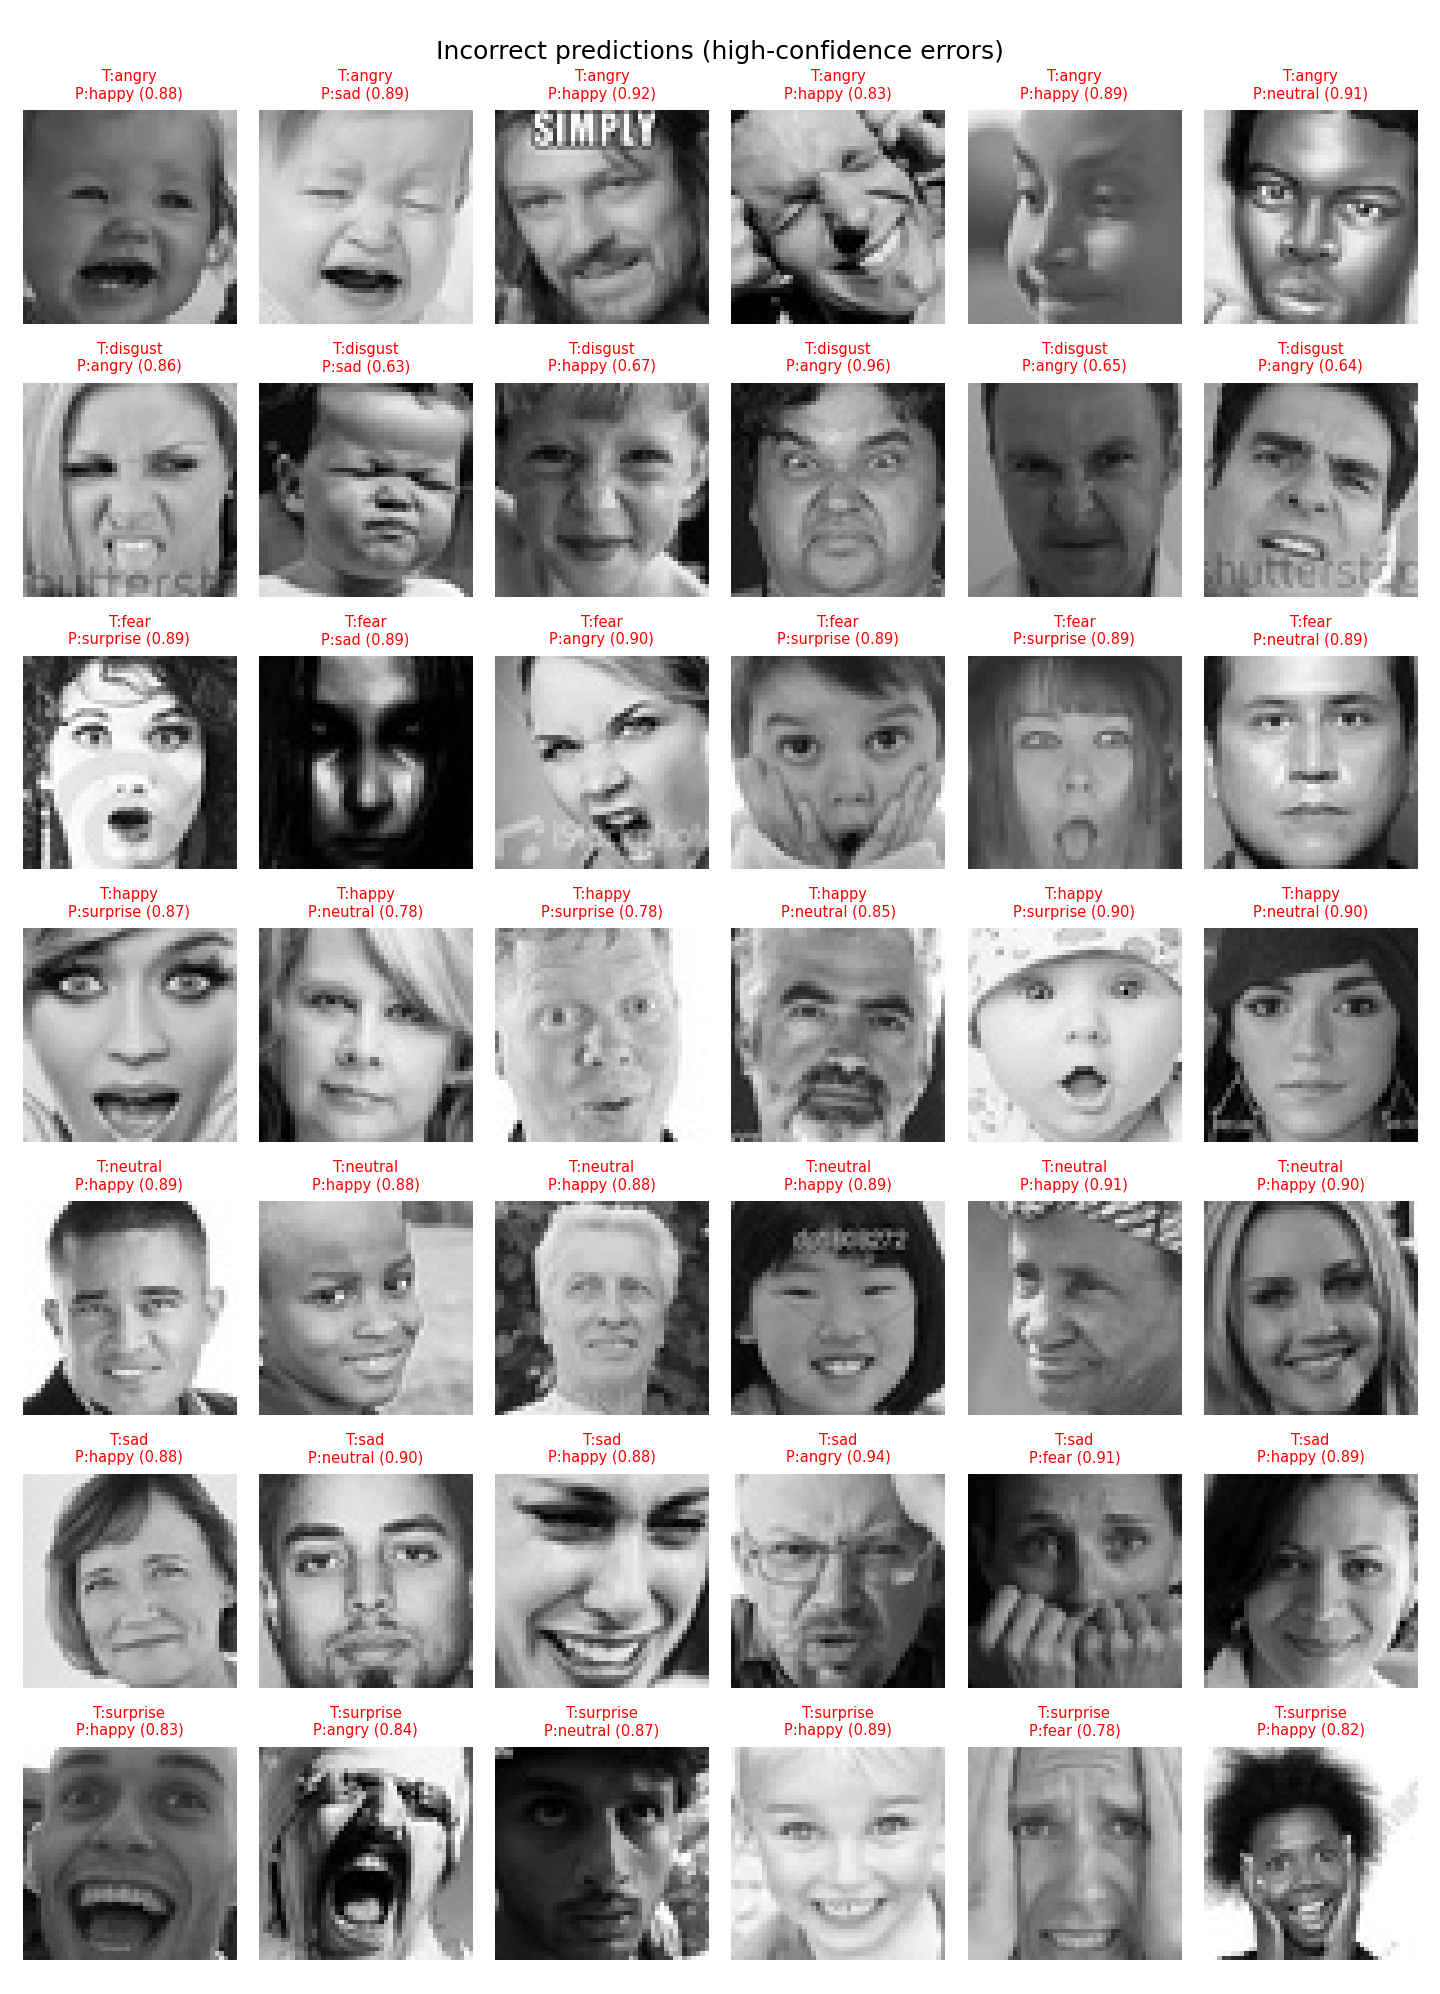 Incorrect predictions (high-confidence errors)
T:angry T:angry T:angry T:angry T:angry T:angry
P:happy (0.88) P:sad (0.89) P:happy (0.92) P:happy (0.83) P:happy (0.89) P:neutral (0.91)
SIMPLY
T:disgust T:disgust T:disgust T:disgust T:disgust T:disgust
P:angry (0.86) P:sad (0.63) P:happy (0.67) P:angry (0.96) P:angry (0.65) P:angry (0.64)
shutterstoc
T:fear T:fear T:fear T:fear T:fear T:fear
P:surprise (0.89) P:sad (0.89) P:angry (0.90) P:surprise (0.89) P:surprise (0.89) P:neutral (0.89)
T:happy T:happy T:happy T:happy T:happy T:happy
P:surprise (0.87) P:neutral (0.78) P:surprise (0.78) P:neutral (0.85) P:surprise (0.90) P:neutral (0.90)
T:neutral T:neutral T:neutral T:neutral T:neutral T:neutral
P:happy (0.89) P:happy (0.88) P:happy (0.88) P:happy (0.89) P:happy (0.91) P:happy (0.90)
T:sad T:sad T:sad T:sad T:sad T:sad
P:happy (0.88) P:neutral (0.90) P:happy (0.88) P:angry (0.94) P:fear (0.91) P:happy (0.89)
T:surprise T:surprise T:surprise T:surprise T:surprise T:surprise
P:happy (0.83) P:angry (0.84) P:neutral (0.87) P:happy (0.89) P:fear (0.78) P:happy (0.82)